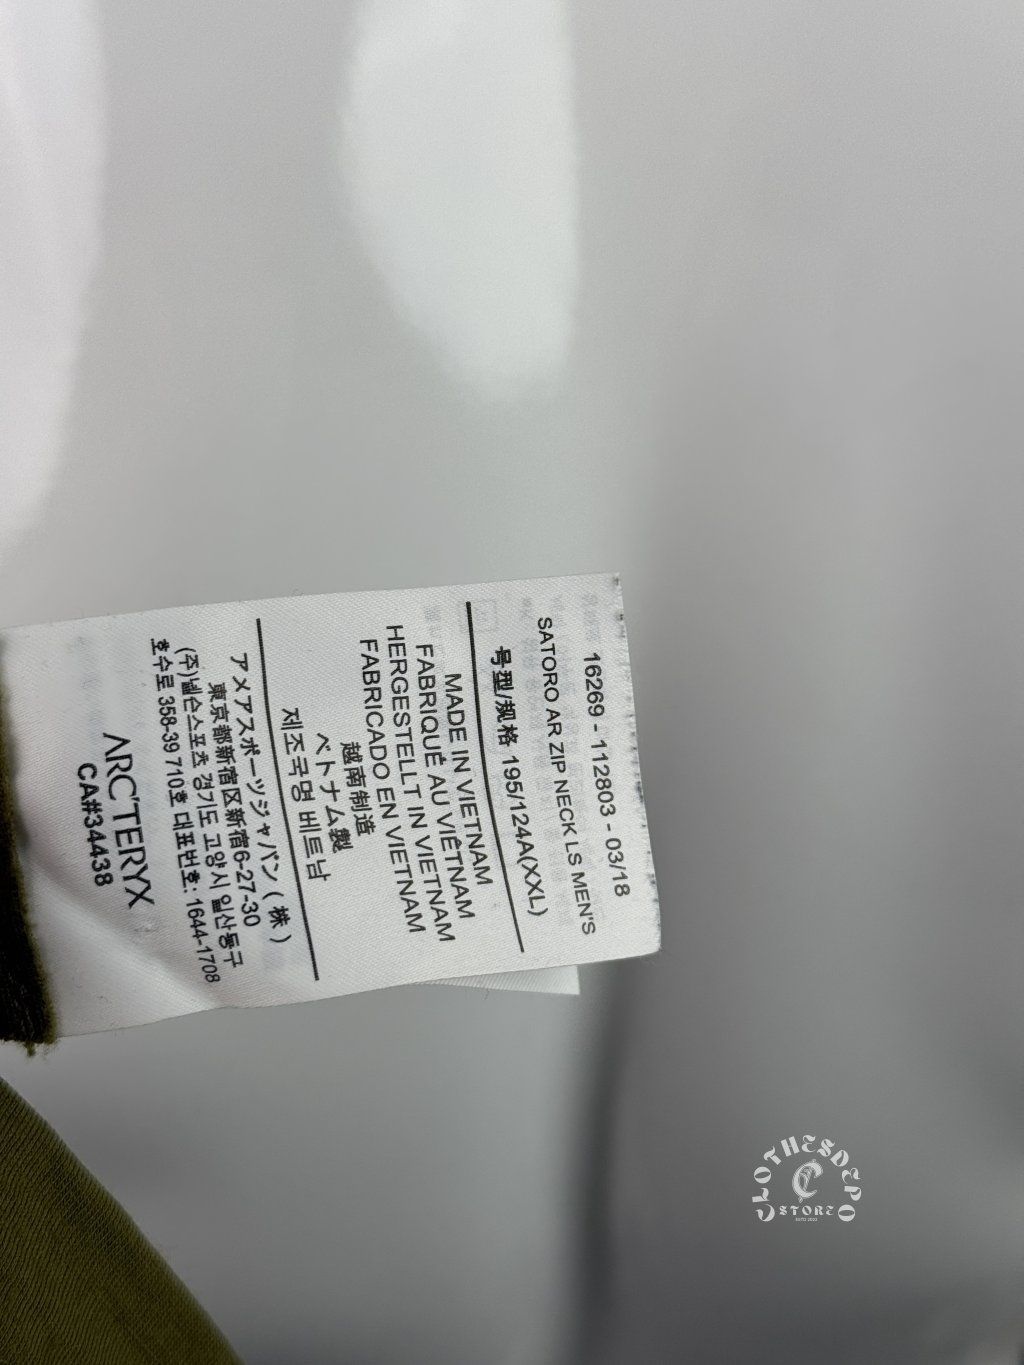 16269 - 112803 - 03/18
SATORO AR ZIP NECK LS MEN'S
号型/规格 195/124A(XXL)
MADE IN VIETNAM
FABRIQUÉ AU VIÊTNAM
HERGESTELLT IN VIETNAM
FABRICADO EN VIETNAM
越南制造
ベトナム製
제조국명 베트남
アメアスポーツジャパン(株)
東京都新宿区新宿6-27-30
(주)넬슨스포츠 경기도 고양시 일산동구
호수로 358-39 710호 대표번호: 1644-1708
ARC'TERYX
CA#34438
CLOTHESDEPO
STORE